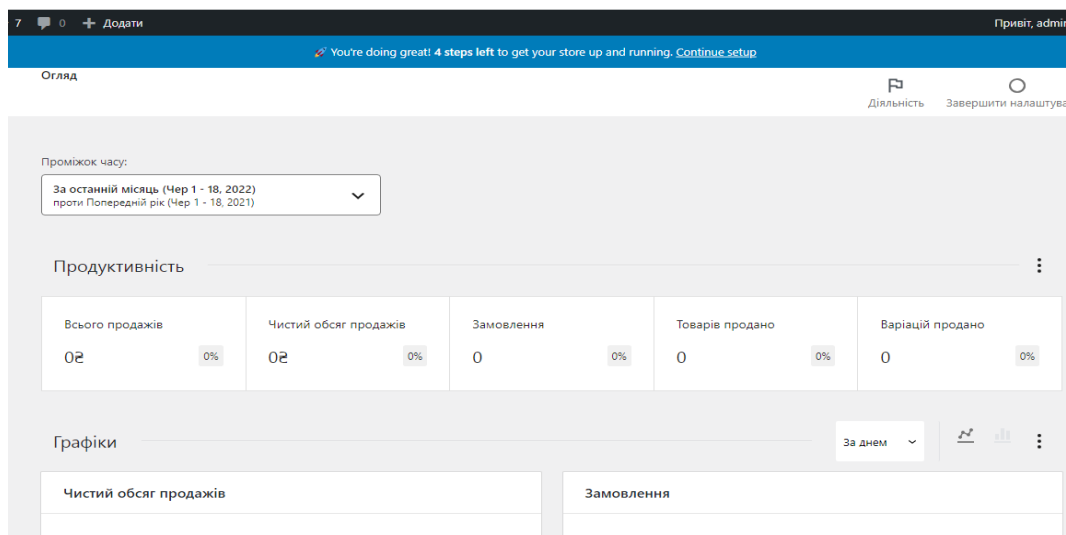 7 0 Додати Привіт, admin
🚀 You're doing great! 4 steps left to get your store up and running. Continue setup
Огляд
Діяльність Завершити налаштува
Проміжок часу:
За останній місяць (Чер 1 - 18, 2022)
проти Попередній рік (Чер 1 - 18, 2021)
Продуктивність
Всього продажів Чистий обсяг продажів Замовлення Товарів продано Варіацій продано
0₴ 0% 0₴ 0% 0 0% 0 0% 0 0%
Графіки За днем
Чистий обсяг продажів Замовлення